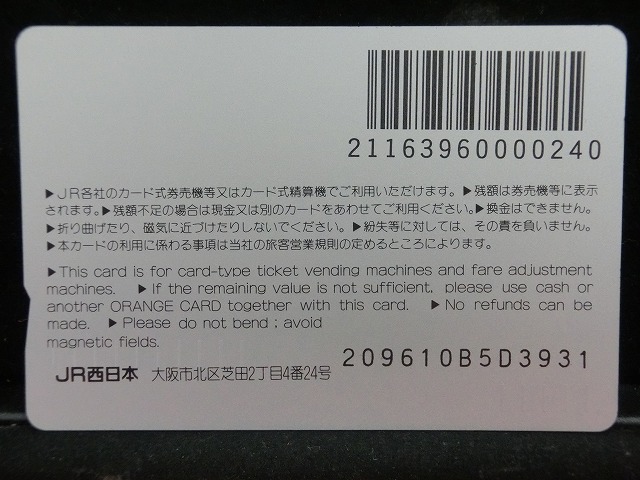 21163960000240
▶JR各社のカード式券売機等又はカード式精算機でご利用いただけます。▶残額は券売機等に表示
されます。▶残額不足の場合は現金又は別のカードをあわせてご利用ください。▶換金はできません。
▶折り曲げたり、磁気に近づけたりしないでください。▶紛失等に対しては、その責を負いません。
▶本カードの利用に係わる事項は当社の旅客営業規則の定めるところによります。
▶This card is for card-type ticket vending machines and fare adjustment
machines. ▶If the remaining value is not sufficient, please use cash or
another ORANGE CARD together with this card. ▶No refunds can be
made. ▶Please do not bend ; avoid
magnetic fields.
209610B5D3931
JR西日本 大阪市北区芝田2丁目4番24号